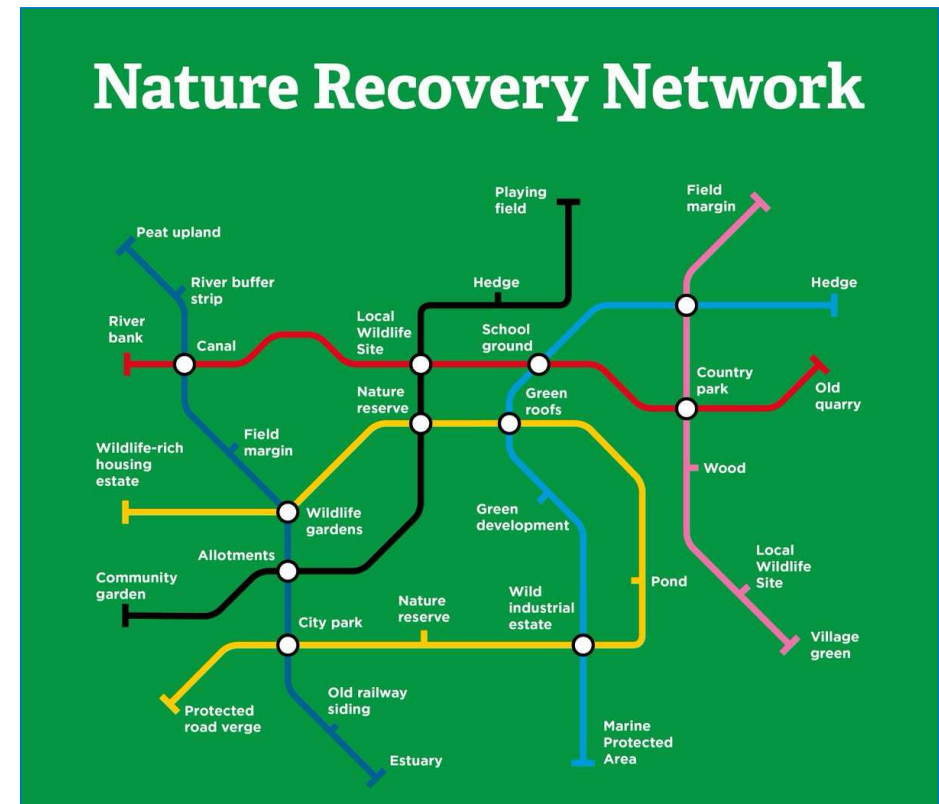 Nature Recovery Network
Playing
field
Field
margin
Peat upland
River buffer
strip
Hedge
Hedge
River
bank
Canal
Local
Wildlife
Site
School
ground
Country
park
Old
quarry
Nature
reserve
Green
roofs
Wildlife-rich
housing
estate
Field
margin
Wood
Wildlife
gardens
Green
development
Allotments
Local
Wildlife
Site
Community
garden
Pond
City park
Nature
reserve
Wild
industrial
estate
Village
green
Protected
road verge
Old railway
siding
Estuary
Marine
Protected
Area